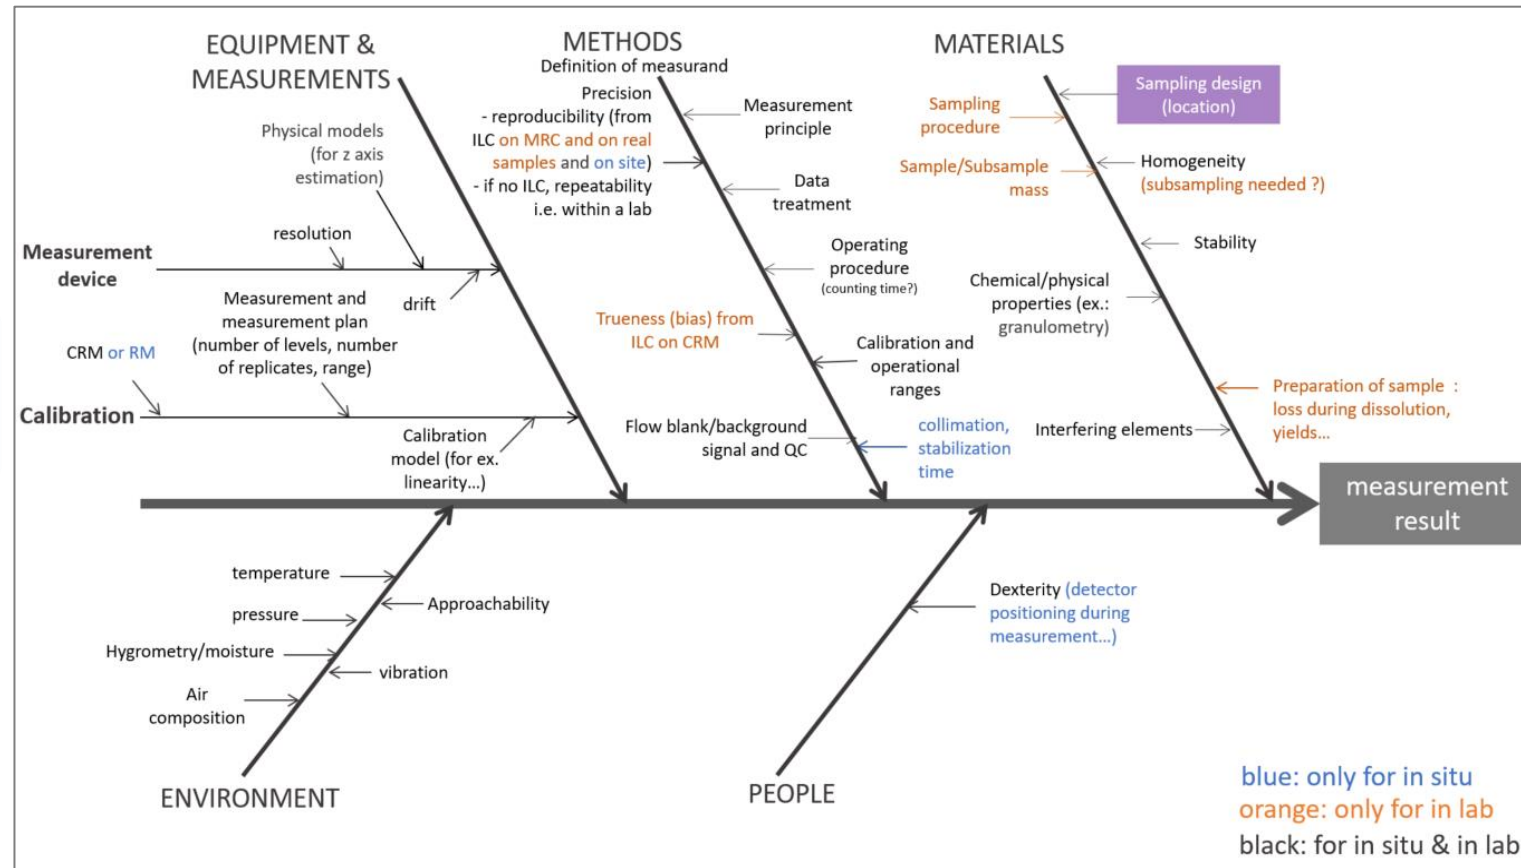 EQUIPMENT &
MEASUREMENTS
METHODS
Definition of measurand
MATERIALS
Physical models
(for z axis
estimation)
resolution
Measurement
device
drift
Measurement and
measurement plan
(number of levels, number
of replicates, range)
CRM or RM
Calibration
Calibration
model (for ex.
linearity...)
Precision
- reproducibility (from
ILC on MRC and on real
samples and on site)
- if no ILC, repeatability
i.e. within a lab
Measurement
principle
Data
treatment
Operating
procedure
(counting time?)
Trueness (bias) from
ILC on CRM
Calibration and
operational
ranges
Flow blank/background
signal and QC
collimation,
stabilization
time
Sampling design
(location)
Sampling
procedure
Sample/Subsample
mass
Homogeneity
(subsampling needed ?)
Stability
Chemical/physical
properties (ex.:
granulometry)
Preparation of sample :
loss during dissolution,
yields...
Interfering elements
measurement
result
temperature
Approachability
pressure
Hygrometry/moisture
vibration
Air
composition
ENVIRONMENT
Dexterity (detector
positioning during
measurement...)
PEOPLE
blue: only for in situ
orange: only for in lab
black: for in situ & in lab